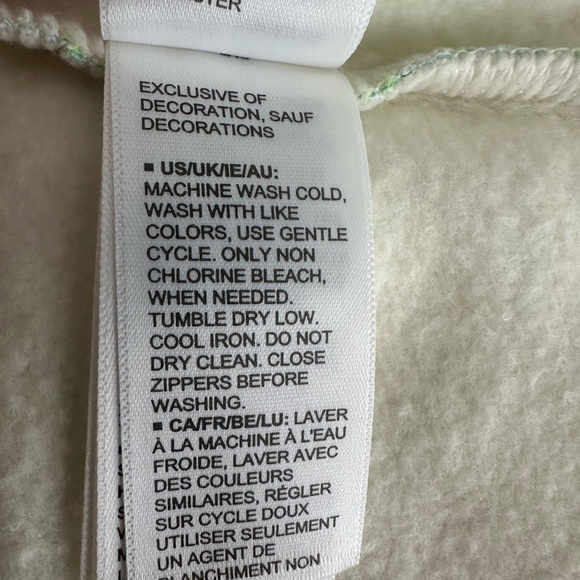 EXCLUSIVE OF
DECORATION, SAUF
DECORATIONS
■ US/UK/IE/AU:
MACHINE WASH COLD,
WASH WITH LIKE
COLORS, USE GENTLE
CYCLE. ONLY NON
CHLORINE BLEACH,
WHEN NEEDED.
TUMBLE DRY LOW.
COOL IRON. DO NOT
DRY CLEAN. CLOSE
ZIPPERS BEFORE
WASHING.
■ CA/FR/BE/LU: LAVER
À LA MACHINE À L'EAU
FROIDE, LAVER AVEC
DES COULEURS
SIMILAIRES, RÉGLER
SUR CYCLE DOUX
UTILISER SEULEMENT
UN AGENT DE
BLANCHIMENT NON